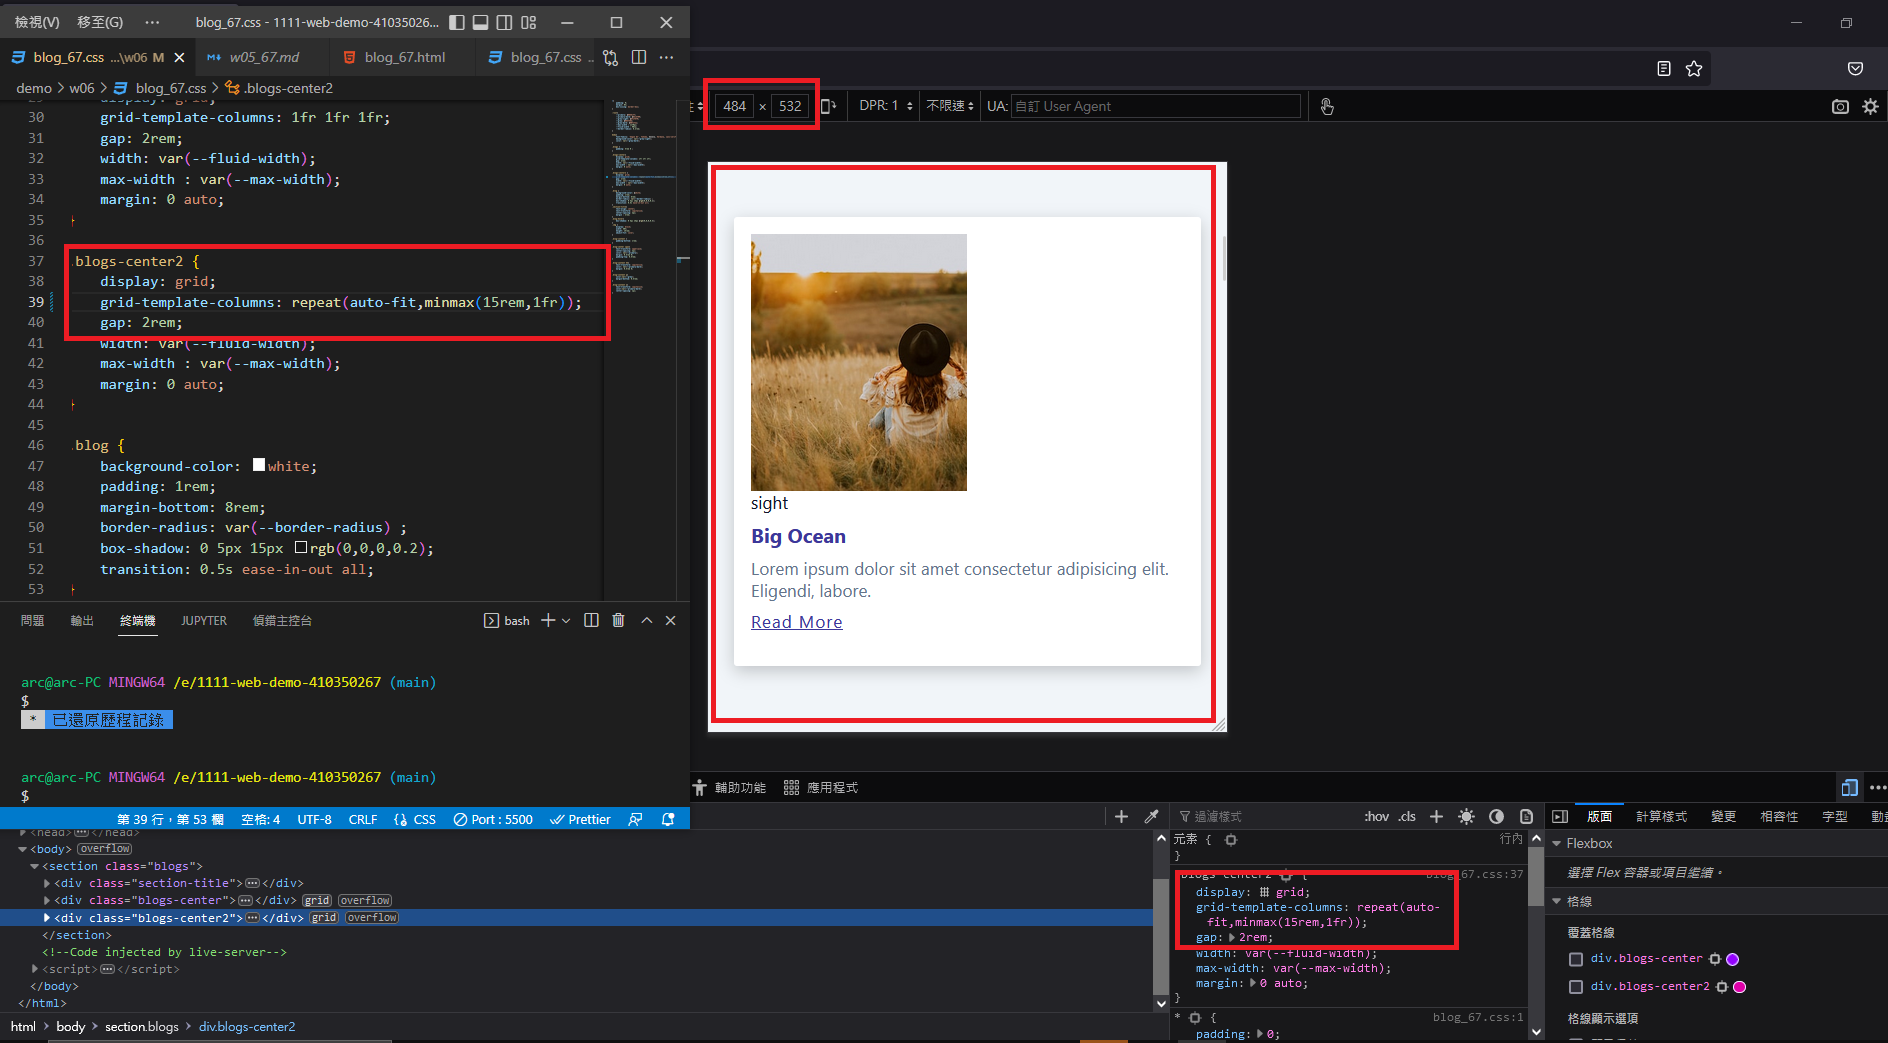 檢視(V) 移至(G) ··· blog_67.css - 1111-web-demo-41035026...
blog_67.css ...\w06 M w05_67.md blog_67.html blog_67.css ..
demo > w06 > blog_67.css > .blogs-center2
29 display: grid;
30 grid-template-columns: 1fr 1fr 1fr;
31 gap: 2rem;
32 width: var(--fluid-width);
33 max-width : var(--max-width);
34 margin: 0 auto;
35 }
36
37 .blogs-center2 {
38 display: grid;
39 grid-template-columns: repeat(auto-fit,minmax(15rem,1fr));
40 gap: 2rem;
41 width: var(--fluid-width);
42 max-width : var(--max-width);
43 margin: 0 auto;
44 }
45
46 .blog {
47 background-color: white;
48 padding: 1rem;
49 margin-bottom: 8rem;
50 border-radius: var(--border-radius) ;
51 box-shadow: 0 5px 15px rgb(0,0,0,0.2);
52 transition: 0.5s ease-in-out all;
53 }
問題 輸出 終端機 JUPYTER 偵錯主控台 bash
arc@arc-PC MINGW64 /e/1111-web-demo-410350267 (main)
$
* 已還原歷程記錄
arc@arc-PC MINGW64 /e/1111-web-demo-410350267 (main)
$
第 39 行，第 53 欄 空格: 4 UTF-8 CRLF {} CSS Port : 5500 Prettier
484 × 532 DPR: 1 不限速 UA: 自訂 User Agent
sight
Big Ocean
Lorem ipsum dolor sit amet consectetur adipisicing elit.
Eligendi, labore.
Read More
輔助功能 應用程式
<head>···</head>
<body> overflow
<section class="blogs">
<div class="section-title">···</div>
<div class="blogs-center">···</div> grid overflow
<div class="blogs-center2">···</div> grid overflow
</section>
<!--Code injected by live-server-->
<script>···</script>
</body>
</html>
html > body > section.blogs > div.blogs-center2
過濾樣式 :hov .cls
元素 { 行內
}
.blogs-center2 { blog_67.css:37
display: grid;
grid-template-columns: repeat(auto-
fit,minmax(15rem,1fr));
gap: 2rem;
width: var(--fluid-width);
max-width: var(--max-width);
margin: 0 auto;
}
* { blog_67.css:1
padding: 0;
版面 計算樣式 變更 相容性 字型
Flexbox
選擇 Flex 容器或項目繼續。
格線
覆蓋格線
div.blogs-center
div.blogs-center2
格線顯示選項